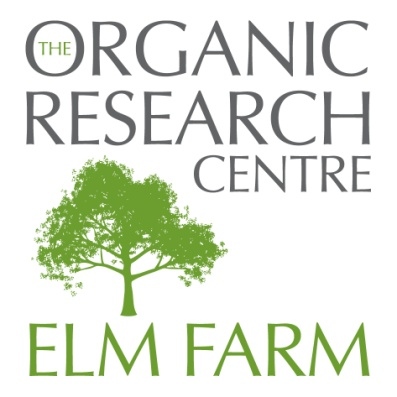 THE ORGANIC
RESEARCH
CENTRE
ELM FARM